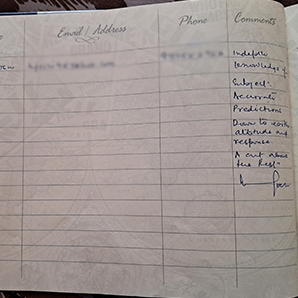 Email / Address Phone Comments
Indepth
knowledge of
Subject.
Accurate
Predictions
Down to earth
attitude and
response.
A cut above
the Rest"